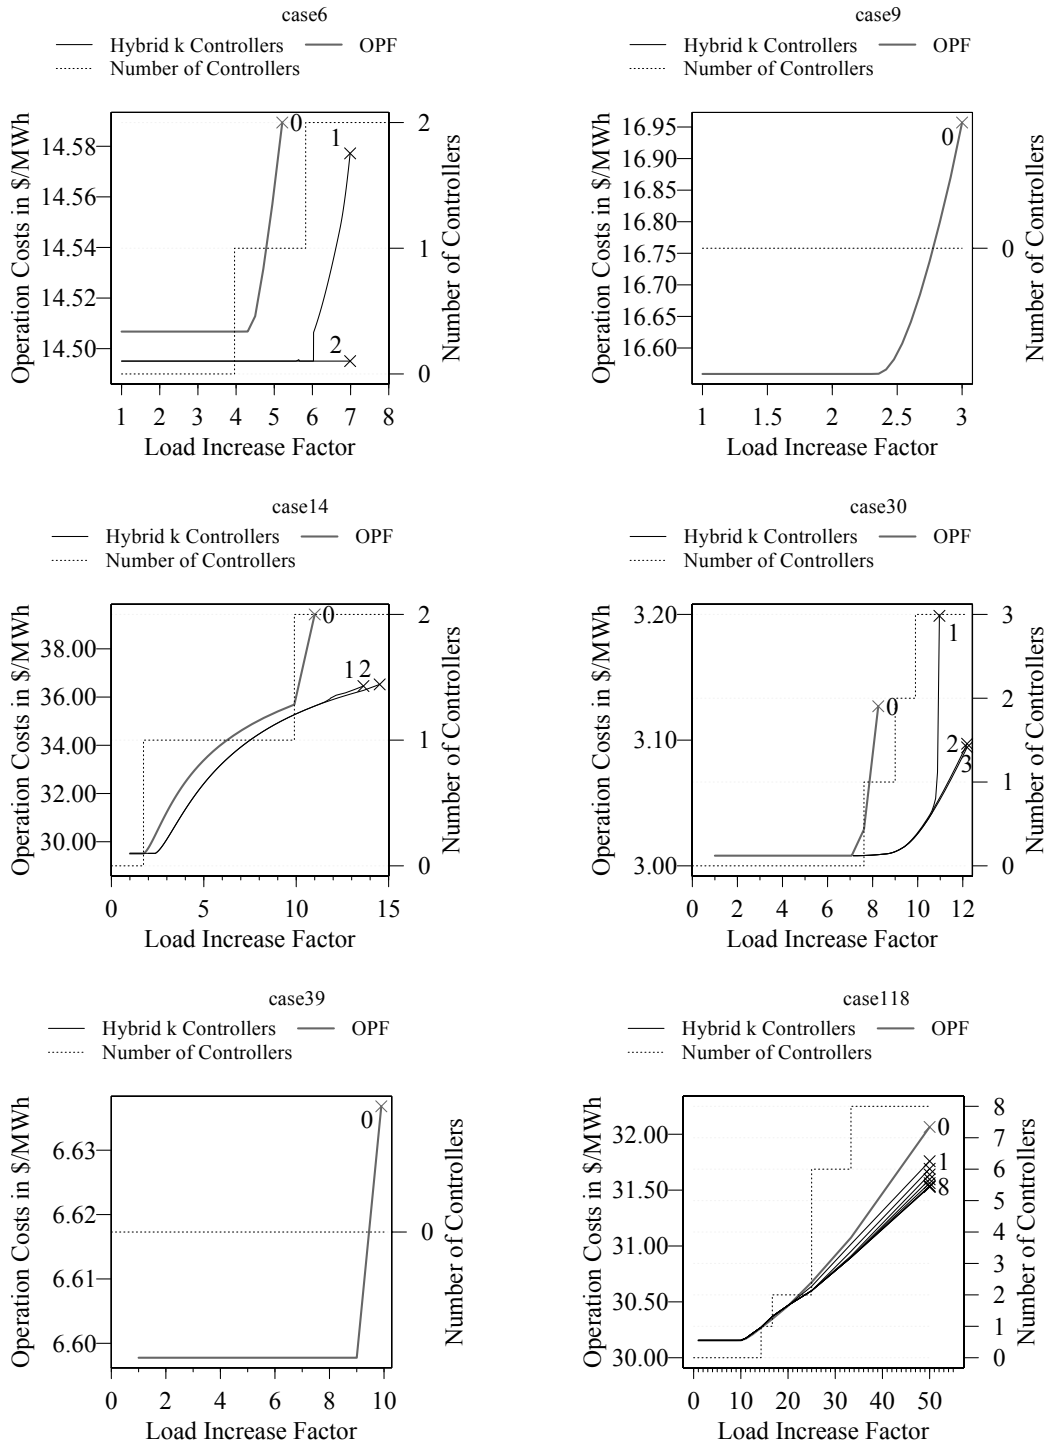 case6
Hybrid k Controllers OPF
Number of Controllers
Operation Costs in $/MWh
14.58
14.56
14.54
14.52
14.50
0
1
2
2
1
0
Number of Controllers
1 2 3 4 5 6 7 8
Load Increase Factor
case9
Hybrid k Controllers OPF
Number of Controllers
Operation Costs in $/MWh
16.95
16.90
16.85
16.80
16.75
16.70
16.65
16.60
0
0
Number of Controllers
1 1.5 2 2.5 3
Load Increase Factor
case14
Hybrid k Controllers OPF
Number of Controllers
Operation Costs in $/MWh
38.00
36.00
34.00
32.00
30.00
0
1 2
2
1
0
Number of Controllers
0 5 10 15
Load Increase Factor
case30
Hybrid k Controllers OPF
Number of Controllers
Operation Costs in $/MWh
3.20
3.10
3.00
0
1
2
3
3
2
1
0
Number of Controllers
0 2 4 6 8 10 12
Load Increase Factor
case39
Hybrid k Controllers OPF
Number of Controllers
Operation Costs in $/MWh
6.63
6.62
6.61
6.60
0
0
Number of Controllers
0 2 4 6 8 10
Load Increase Factor
case118
Hybrid k Controllers OPF
Number of Controllers
Operation Costs in $/MWh
32.00
31.50
31.00
30.50
30.00
0
1
8
8
7
6
5
4
3
2
1
0
Number of Controllers
0 10 20 30 40 50
Load Increase Factor